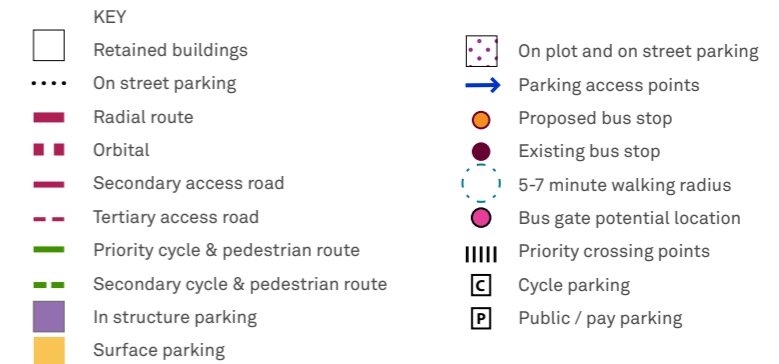 KEY
Retained buildings
On street parking
Radial route
Orbital
Secondary access road
Tertiary access road
Priority cycle & pedestrian route
Secondary cycle & pedestrian route
In structure parking
Surface parking
On plot and on street parking
Parking access points
Proposed bus stop
Existing bus stop
5-7 minute walking radius
Bus gate potential location
Priority crossing points
C Cycle parking
P Public / pay parking